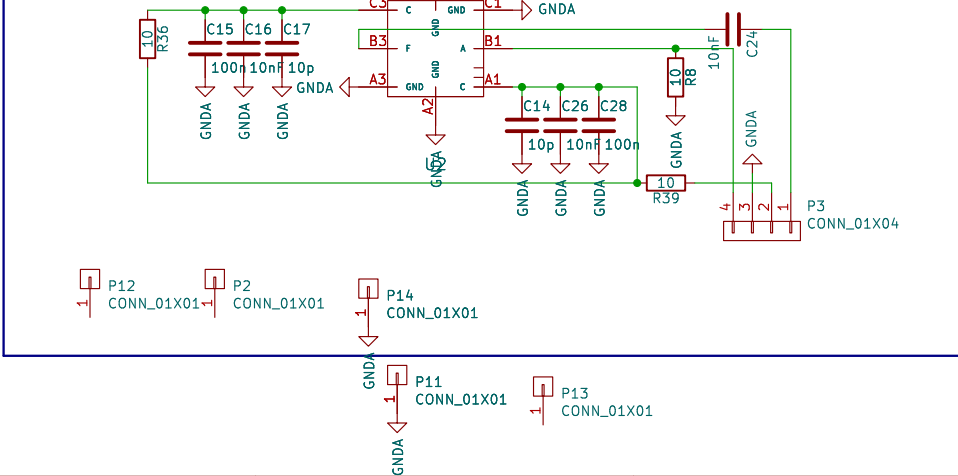 C3
C
GND
C1
GNDA
GND
C15
C16
C17
10
R36
B3
F
A
B1
10nF
C24
100n
10nF
10p
GNDA
A3
GND
GND
C
A1
10
R8
A2
C14
C26
C28
GNDA
GNDA
GNDA
GNDA
GNDA
10p
10nF
100n
GNDA
GNDA
GNDA
GNDA
10
R39
4
3
2
1
P3
CONN_01X04
P12
CONN_01X01
1
P2
CONN_01X01
1
P14
CONN_01X01
1
GNDA
P11
CONN_01X01
1
GNDA
P13
CONN_01X01
1